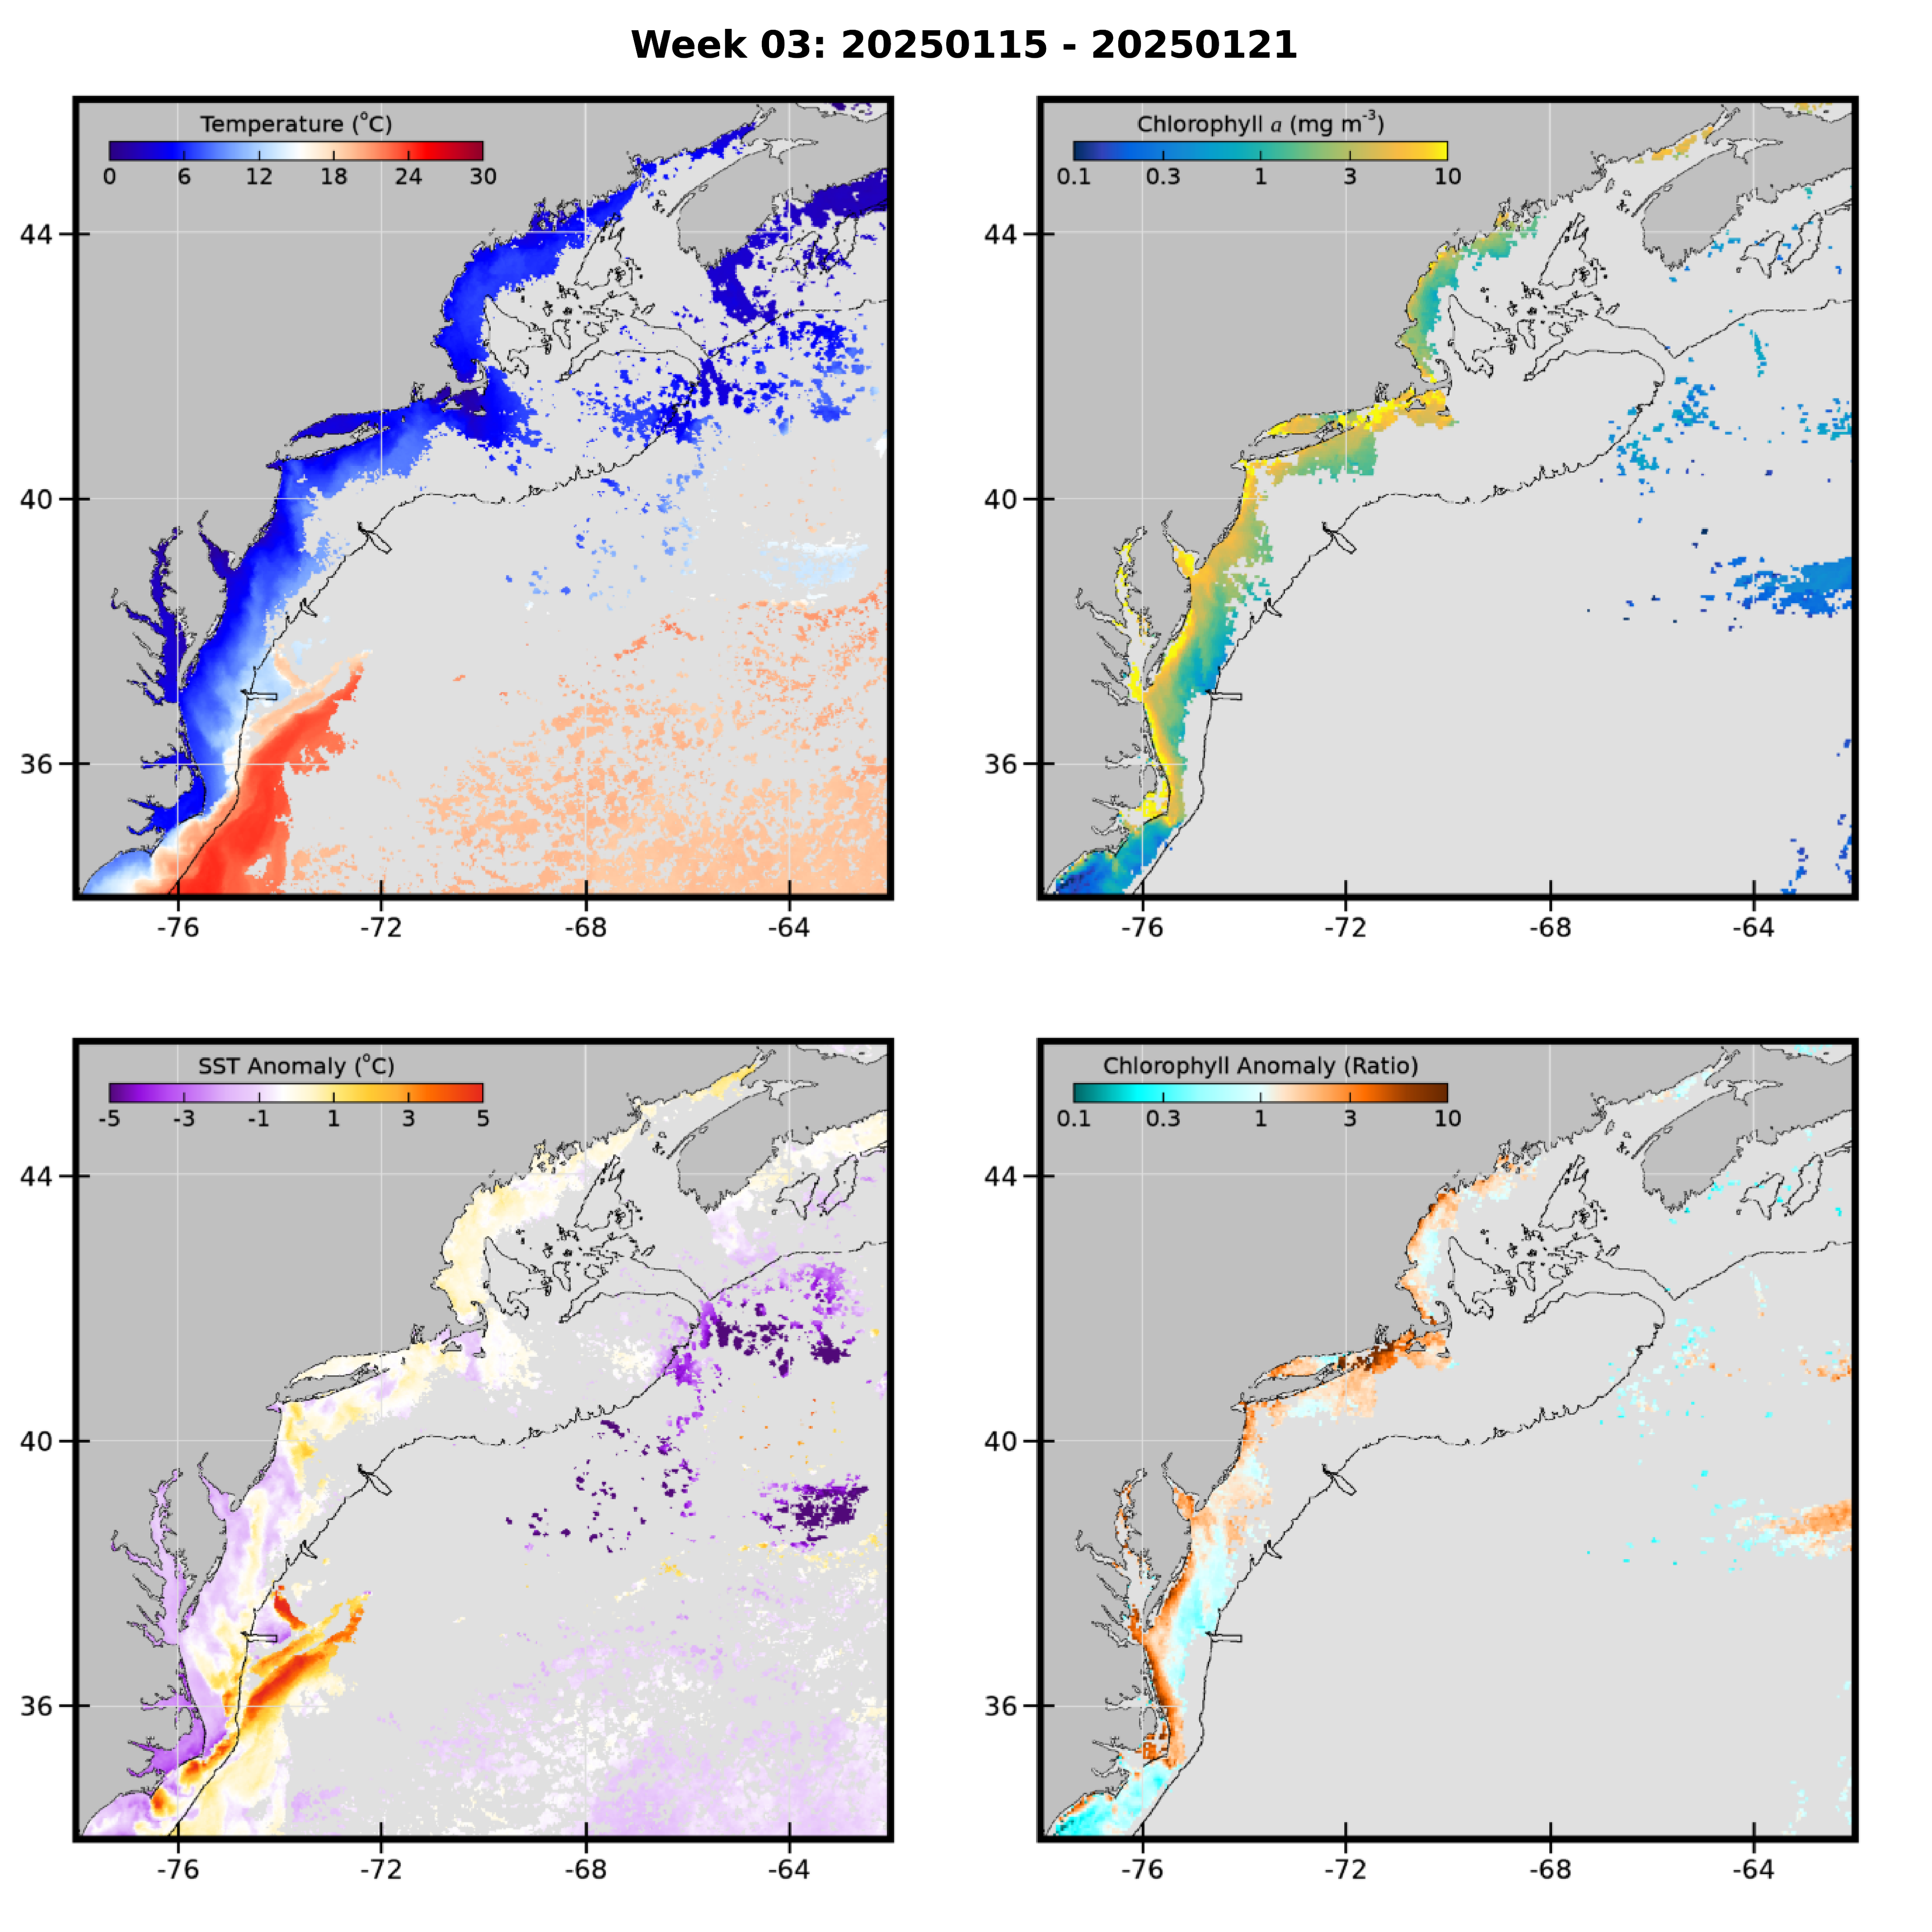 Week 03: 20250115 - 20250121
Temperature (°C)
0 6 12 18 24 30
44
40
36
-76 -72 -68 -64
Chlorophyll a (mg m⁻³)
0.1 0.3 1 3 10
44
40
36
-76 -72 -68 -64
SST Anomaly (°C)
-5 -3 -1 1 3 5
44
40
36
-76 -72 -68 -64
Chlorophyll Anomaly (Ratio)
0.1 0.3 1 3 10
44
40
36
-76 -72 -68 -64